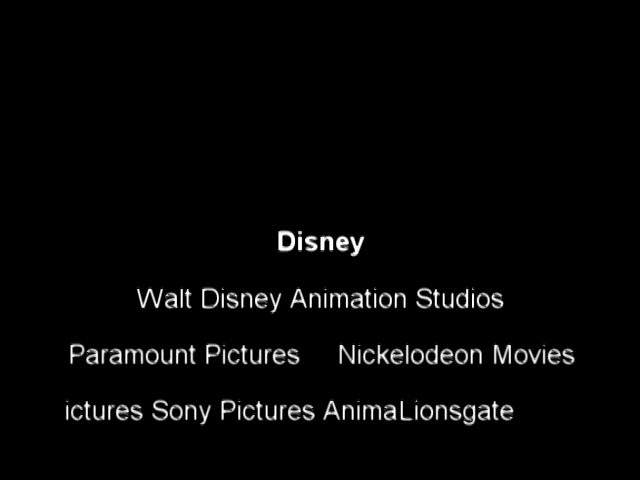 Disney
Walt Disney Animation Studios
Paramount Pictures Nickelodeon Movies
ictures Sony Pictures AnimaLionsgate